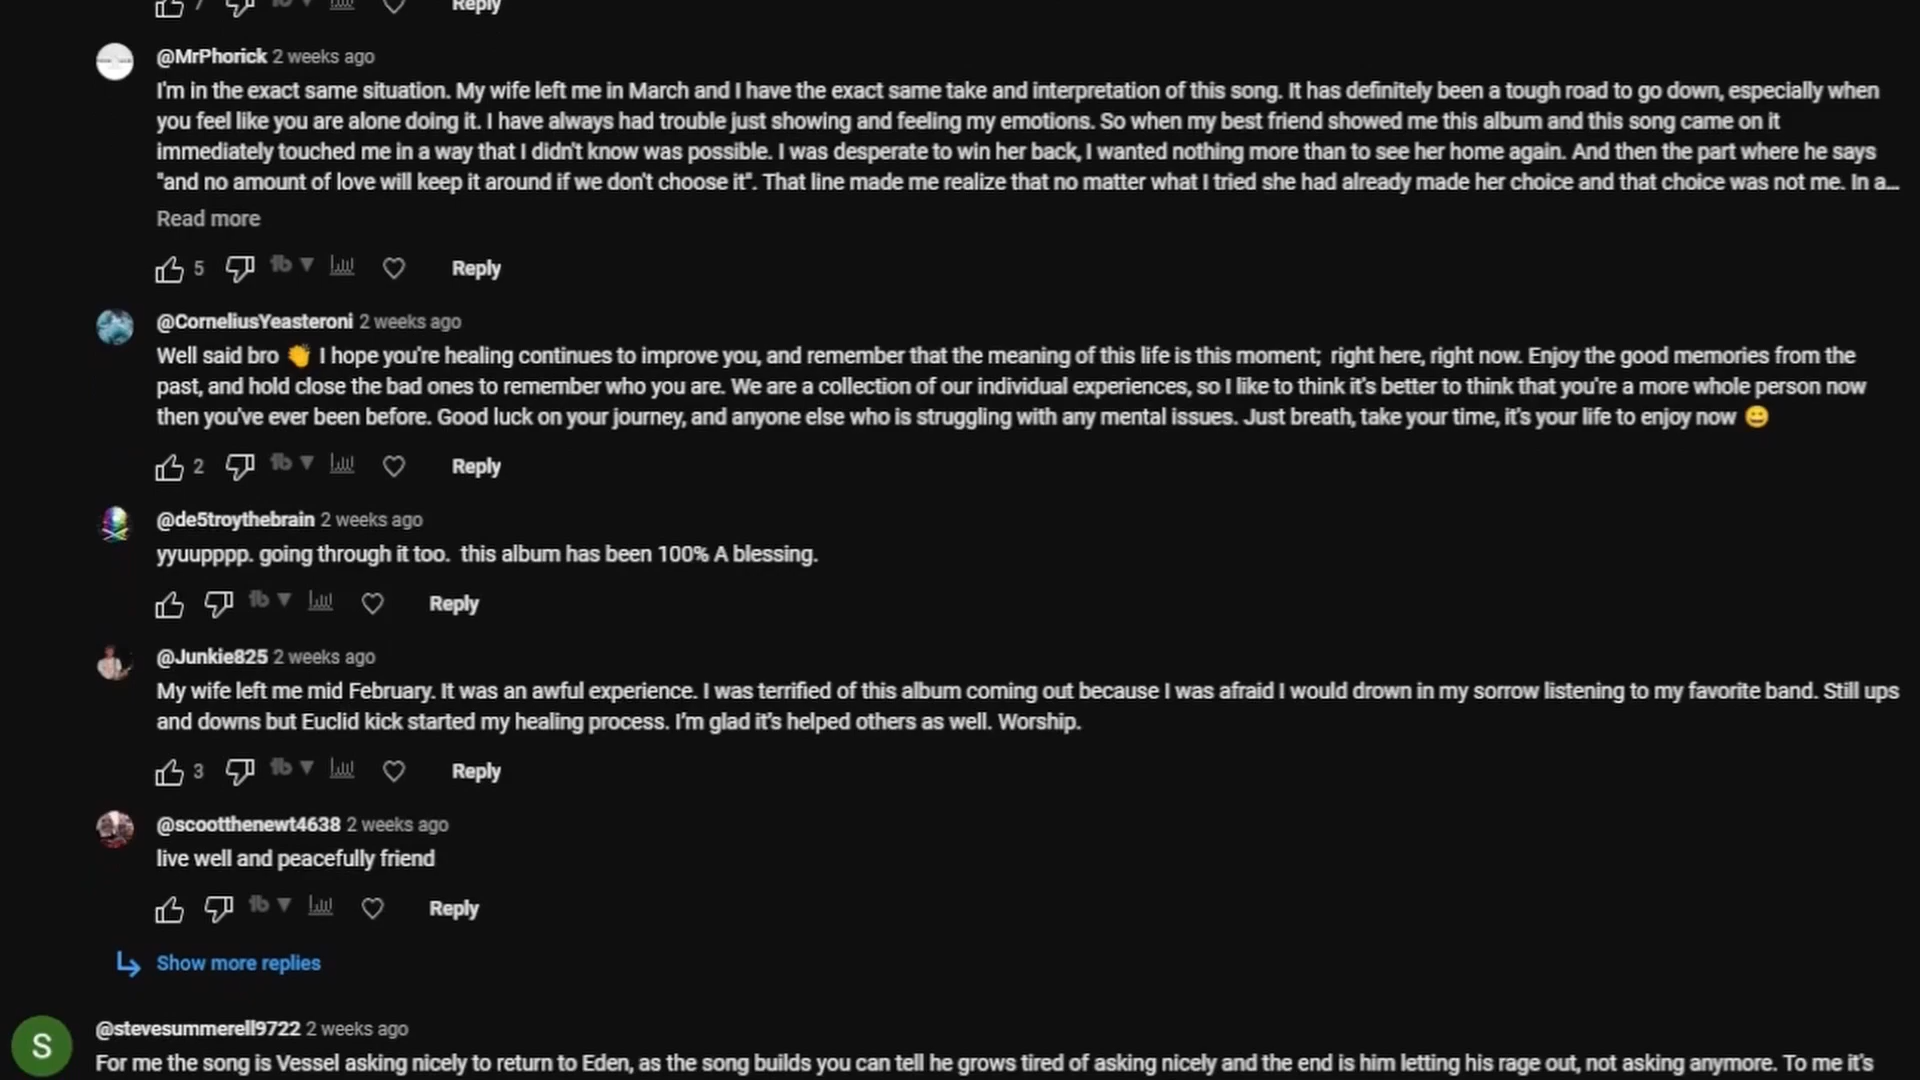 7 Reply
@MrPhorick 2 weeks ago
I'm in the exact same situation. My wife left me in March and I have the exact same take and interpretation of this song. It has definitely been a tough road to go down, especially when
you feel like you are alone doing it. I have always had trouble just showing and feeling my emotions. So when my best friend showed me this album and this song came on it
immediately touched me in a way that I didn't know was possible. I was desperate to win her back, I wanted nothing more than to see her home again. And then the part where he says
"and no amount of love will keep it around if we don't choose it". That line made me realize that no matter what I tried she had already made her choice and that choice was not me. In a...
Read more
5 Reply
@CorneliusYeasteroni 2 weeks ago
Well said bro 👏 I hope you're healing continues to improve you, and remember that the meaning of this life is this moment;  right here, right now. Enjoy the good memories from the
past, and hold close the bad ones to remember who you are. We are a collection of our individual experiences, so I like to think it's better to think that you're a more whole person now
then you've ever been before. Good luck on your journey, and anyone else who is struggling with any mental issues. Just breath, take your time, it's your life to enjoy now 😀
2 Reply
@de5troythebrain 2 weeks ago
yyuupppp. going through it too.  this album has been 100% A blessing.
Reply
@Junkie825 2 weeks ago
My wife left me mid February. It was an awful experience. I was terrified of this album coming out because I was afraid I would drown in my sorrow listening to my favorite band. Still ups
and downs but Euclid kick started my healing process. I'm glad it's helped others as well. Worship.
3 Reply
@scootthenewt4638 2 weeks ago
live well and peacefully friend
Reply
Show more replies
S
@stevesummerell9722 2 weeks ago
For me the song is Vessel asking nicely to return to Eden, as the song builds you can tell he grows tired of asking nicely and the end is him letting his rage out, not asking anymore. To me it's